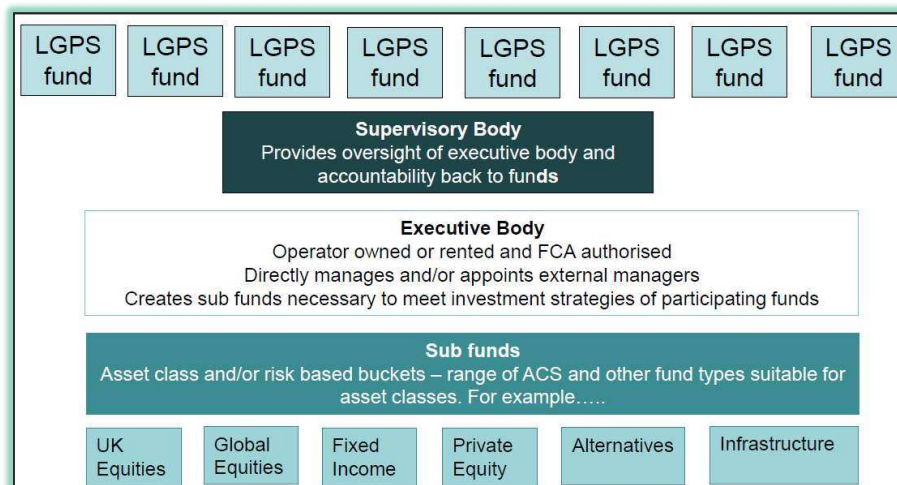 LGPS LGPS LGPS LGPS LGPS LGPS LGPS LGPS
fund fund fund fund fund fund fund fund
Supervisory Body
Provides oversight of executive body and
accountability back to funds
Executive Body
Operator owned or rented and FCA authorised
Directly manages and/or appoints external managers
Creates sub funds necessary to meet investment strategies of participating funds
Sub funds
Asset class and/or risk based buckets – range of ACS and other fund types suitable for
asset classes. For example…..
UK Equities
Global Equities
Fixed Income
Private Equity
Alternatives
Infrastructure